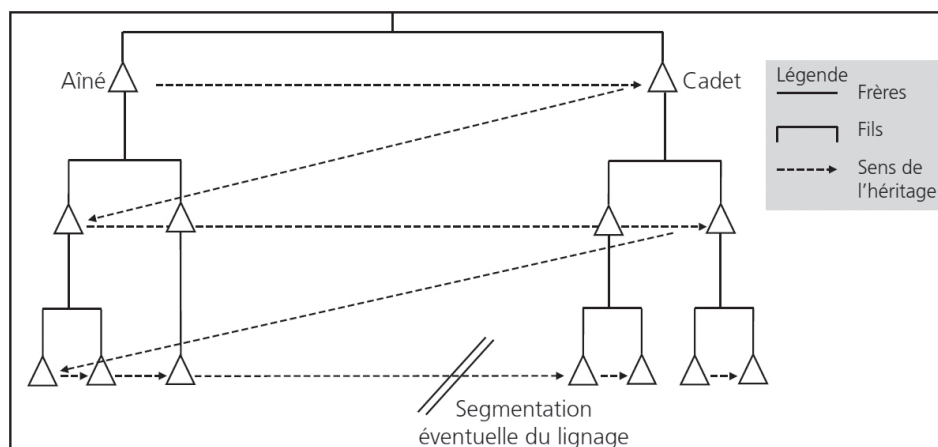 Aîné
Cadet
Légende
Frères
Fils
Sens de
l'héritage
Segmentation
éventuelle du lignage